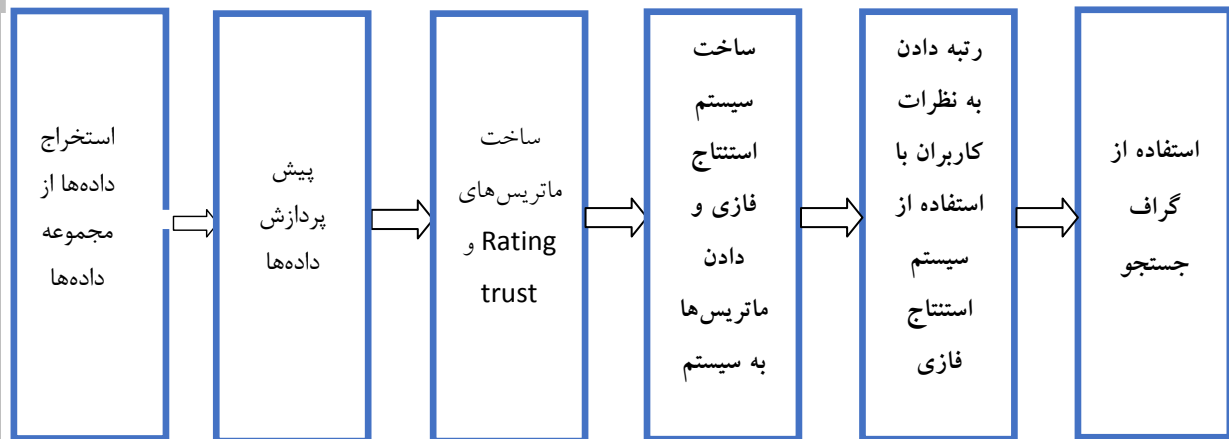 استخراج
داده‌ها از
مجموعه
داده‌ها
پیش
پردازش
داده‌ها
ساخت
ماتریس‌های
Rating و
trust
ساخت
سیستم
استنتاج
فازی و
دادن
ماتریس‌ها
به سیستم
رتبه دادن
به نظرات
کاربران با
استفاده از
سیستم
استنتاج
فازی
استفاده از
گراف
جستجو